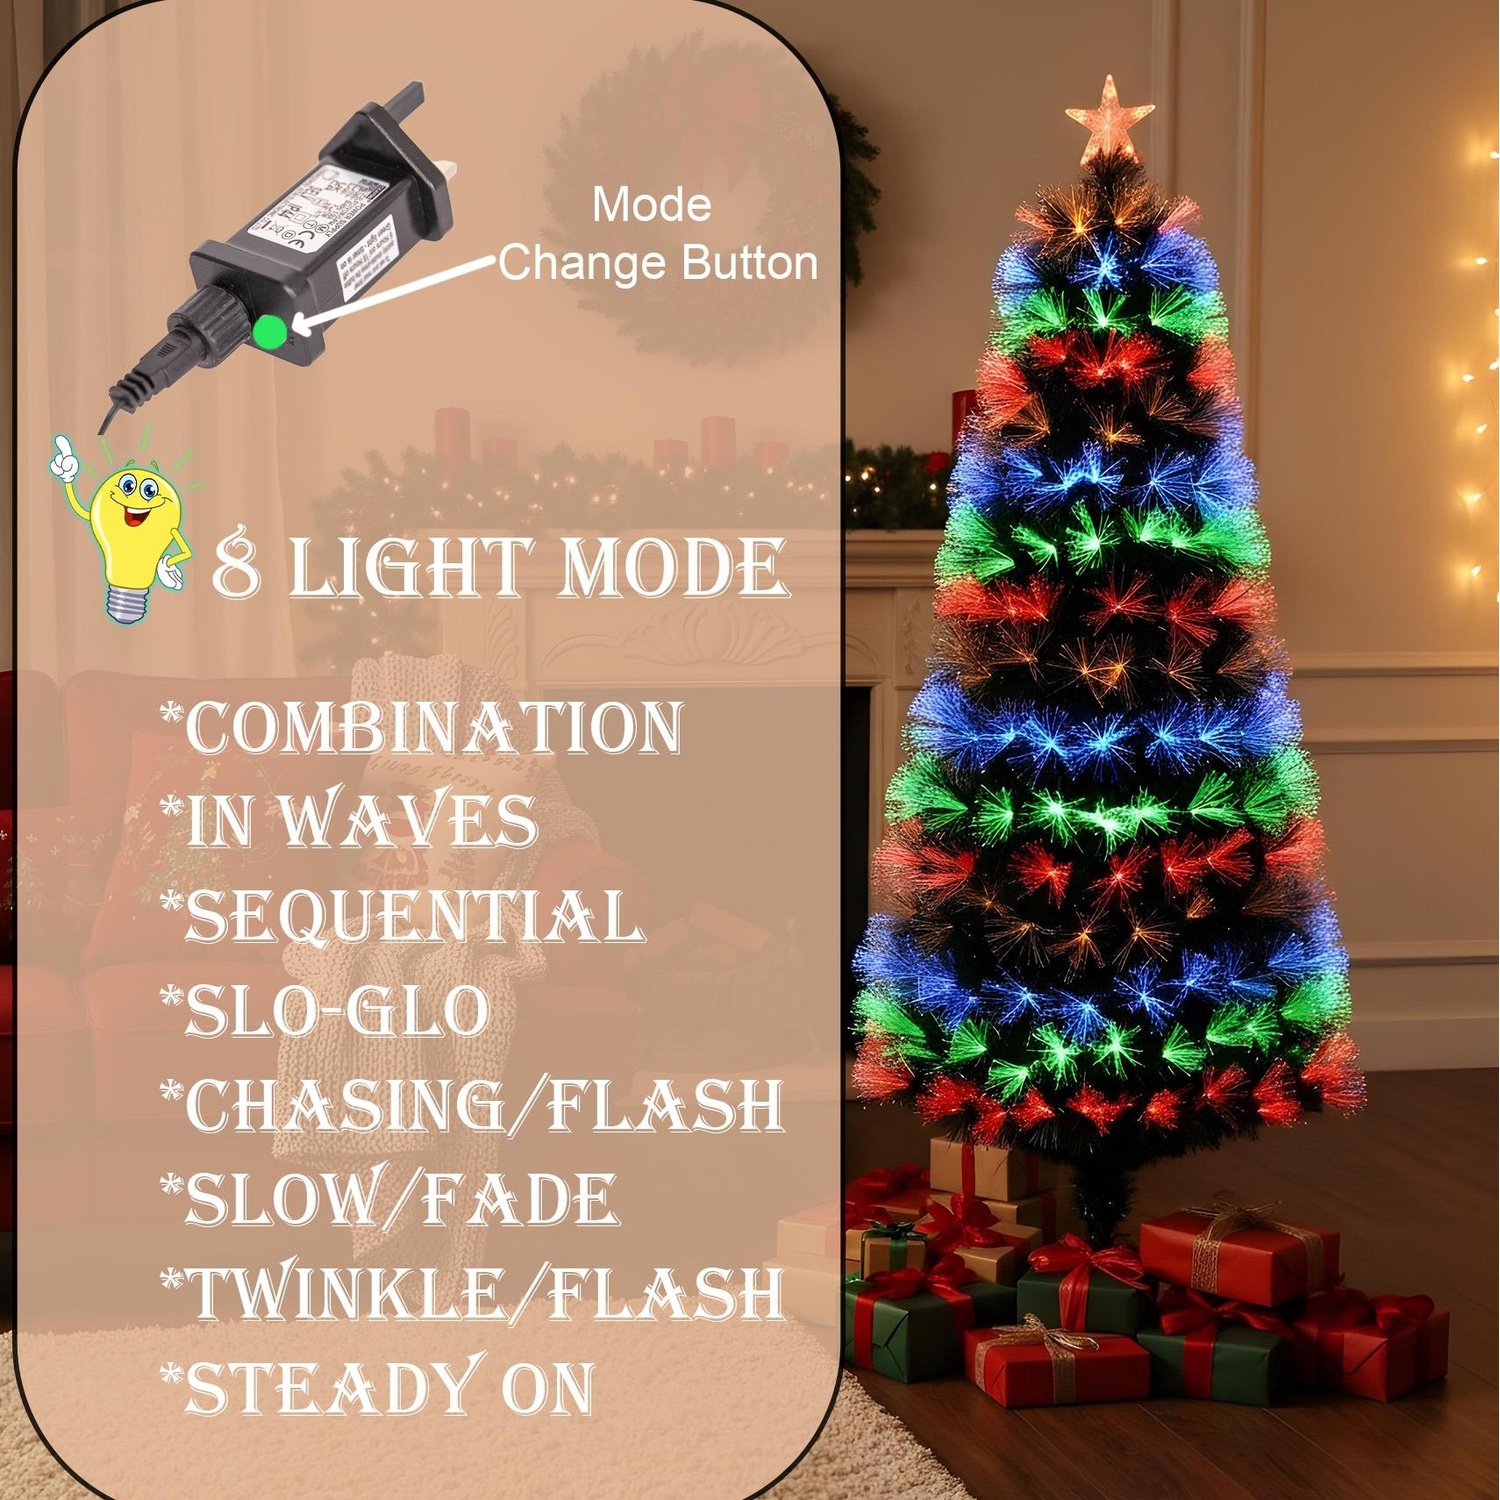 Mode
Change Button
8 LIGHT MODE
*COMBINATION
*IN WAVES
*SEQUENTIAL
*SLO-GLO
*CHASING/FLASH
*SLOW/FADE
*TWINKLE/FLASH
*STEADY ON